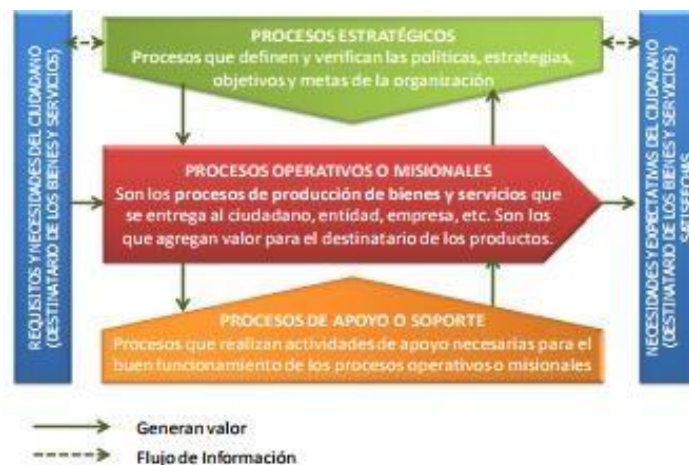 REQUISITOS Y NECESIDADES DEL CIUDADANO
(DESTINATARIO DE LOS BIENES Y SERVICIOS)
PROCESOS ESTRATÉGICOS
Procesos que definen y verifican las políticas, estrategias,
objetivos y metas de la organización
PROCESOS OPERATIVOS O MISIONALES
Son los procesos de producción de bienes y servicios que
se entrega al ciudadano, entidad, empresa, etc. Son los
que agregan valor para el destinatario de los productos.
PROCESOS DE APOYO O SOPORTE
Procesos que realizan actividades de apoyo necesarias para el
buen funcionamiento de los procesos operativos o misionales
NECESIDADES Y EXPECTATIVAS DEL CIUDADANO
(DESTINATARIO DE LOS BIENES Y SERVICIOS)
SATISFECHAS
Generan valor
Flujo de Información